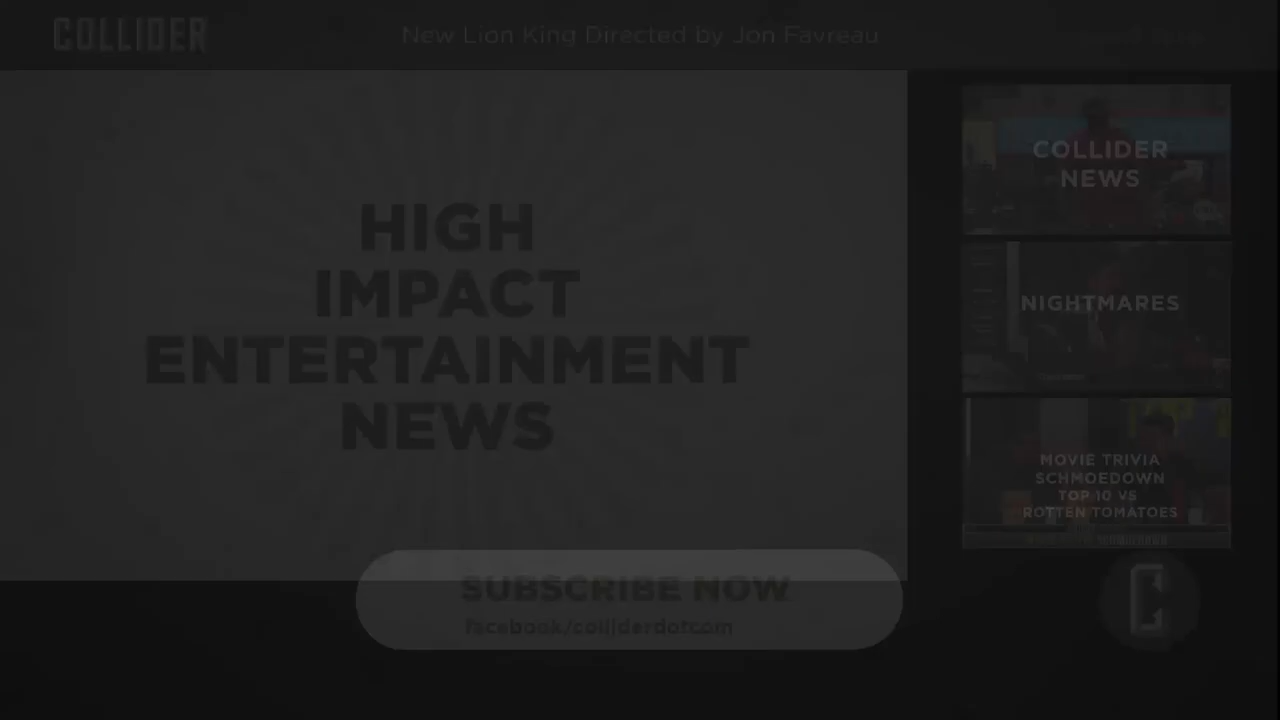 COLLIDER
New Lion King Directed by Jon Favreau
HIGH
IMPACT
ENTERTAINMENT
NEWS
COLLIDER
NEWS
NIGHTMARES
MOVIE TRIVIA
SCHMOEDOWN
TOP 10 VS
ROTTEN TOMATOES
SUBSCRIBE NOW
facebook/colliderdotcom